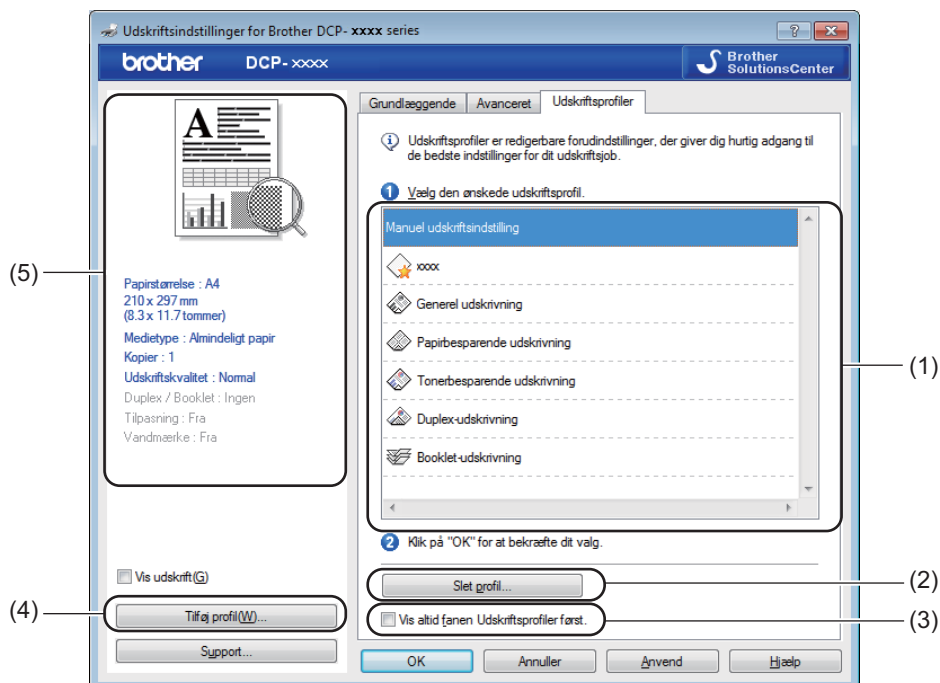 Udskriftsindstillinger for Brother DCP- xxxx series
brother DCP- xxxx
Brother
SolutionsCenter
A
Papirstørrelse : A4
210 x 297 mm
(8.3 x 11.7 tommer)
Medietype : Almindeligt papir
Kopier : 1
Udskriftskvalitet : Normal
Duplex / Booklet : Ingen
Tilpasning : Fra
Vandmærke : Fra
(5)
Vis udskrift(G)
Tilføj profil(W)...
(4)
Support...
Grundlæggende Avanceret Udskriftsprofiler
Udskriftsprofiler er redigerbare forudindstillinger, der giver dig hurtig adgang til
de bedste indstillinger for dit udskriftsjob.
1 Vælg den ønskede udskriftsprofil.
Manuel udskriftsindstilling
xxxx
Generel udskrivning
Papirbesparende udskrivning
Tonerbesparende udskrivning
Duplex-udskrivning
Booklet-udskrivning
(1)
2 Klik på "OK" for at bekræfte dit valg.
Slet profil...
(2)
Vis altid fanen Udskriftsprofiler først.
(3)
OK Annuller Anvend Hjælp